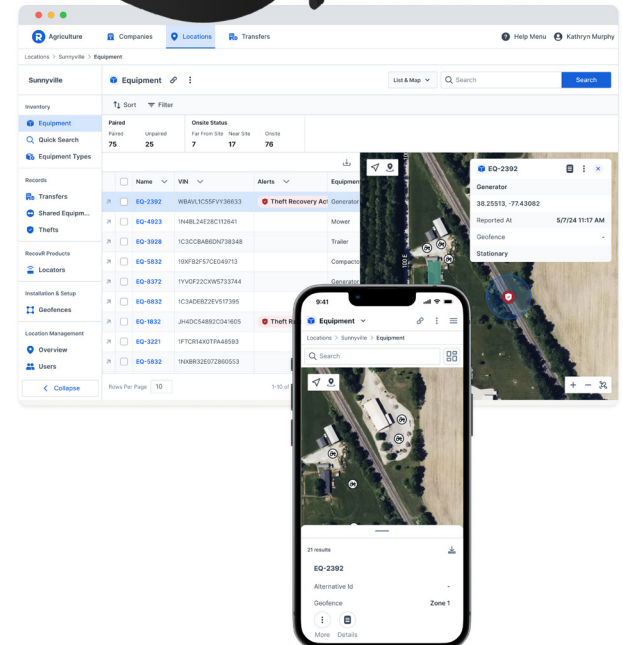 Agriculture
Companies
Locations
Transfers
Help Menu
Kathryn Murphy
Locations > Sunnyville > Equipment
Sunnyville
Equipment
List & Map
Search
Search
Inventory
Equipment
Quick Search
Equipment Types
Records
Transfers
Shared Equipm...
Thefts
RecovR Products
Locators
Installation & Setup
Geofences
Location Management
Overview
Users
Collapse
Sort
Filter
Paired
Onsite Status
Paired Unpaired Far From Site Near Site Onsite
75 25 7 17 76
Name VIN Alerts Equipment
EQ-2392 WBAVL1C55FVY36633 Theft Recovery Act Generator
EQ-4923 1N4BL24E28C112641 Mower
EQ-3928 1C3CCBAB6DN738348 Trailer
EQ-5832 19XFB2F57CE049713 Compacto
EQ-8372 1YVGF22CXW5733744 Generator
EQ-8832 1C3ADEBZ2EV517395
EQ-1832 JH4DC54892C041605 Theft R
EQ-3221 1FTCR14X0TPA48593
EQ-5832 1NXBR32E07Z860553
Rows Per Page 10
1-10 of
100 E
EQ-2392
Generator
38.25513, -77.43082
Reported At 5/7/24 11:17 AM
Geofence -
Stationary
9:41
Equipment
Locations > Sunnyville > Equipment
Search
21 results
EQ-2392
Alternative Id -
Geofence Zone 1
More Details